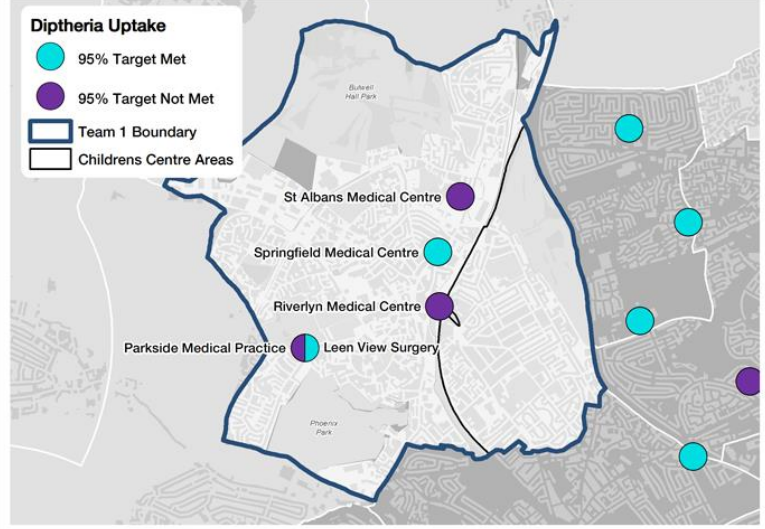 Diptheria Uptake
95% Target Met
95% Target Not Met
Team 1 Boundary
Childrens Centre Areas
Bulwell
Hall Park
St Albans Medical Centre
Springfield Medical Centre
Riverlyn Medical Centre
Parkside Medical Practice
Leen View Surgery
Phoenix
Park